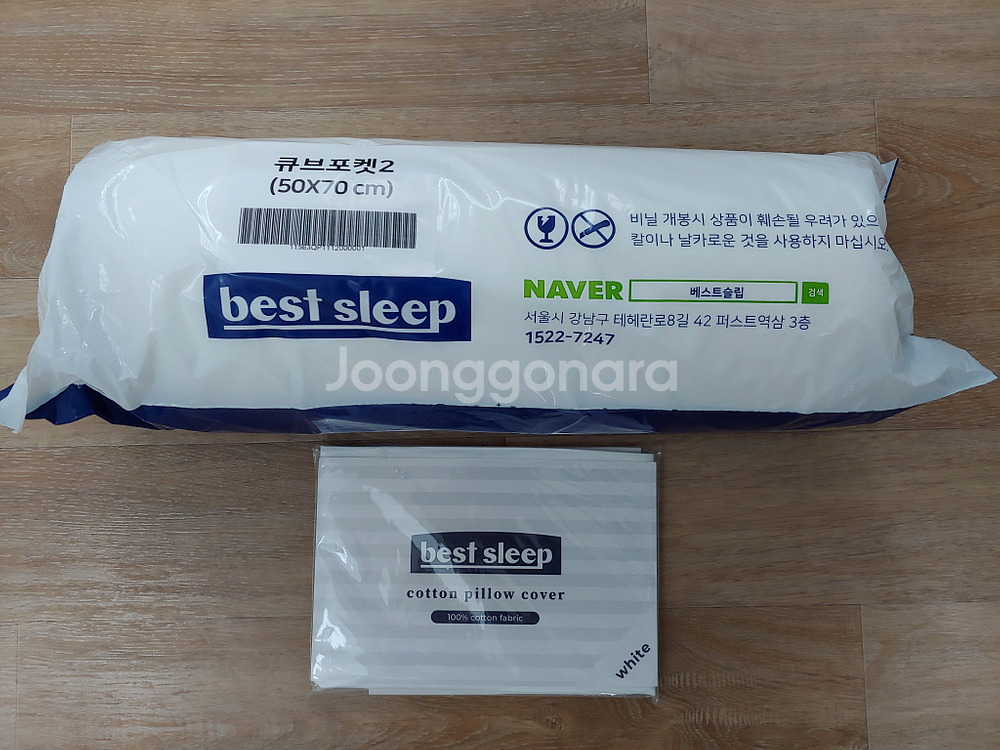 큐브포켓2
(50X70 cm)
11563QP1112000001
best sleep
비닐 개봉시 상품이 훼손될 우려가 있으
칼이나 날카로운 것을 사용하지 마십시오
NAVER 베스트슬립 검색
서울시 강남구 테헤란로8길 42 퍼스트역삼 3층
1522-7247
Joonggonara
best sleep
cotton pillow cover
100% cotton fabric
white